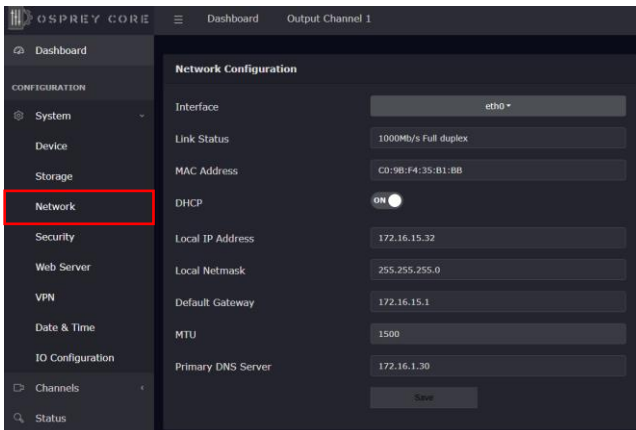 OSPREY CORE
Dashboard Output Channel 1
Dashboard
CONFIGURATION
System
Device
Storage
Network
Security
Web Server
VPN
Date & Time
IO Configuration
Channels
Status
Network Configuration
Interface eth0
Link Status 1000Mb/s Full duplex
MAC Address C0:9B:F4:35:B1:BB
DHCP ON
Local IP Address 172.16.15.32
Local Netmask 255.255.255.0
Default Gateway 172.16.15.1
MTU 1500
Primary DNS Server 172.16.1.30
Save